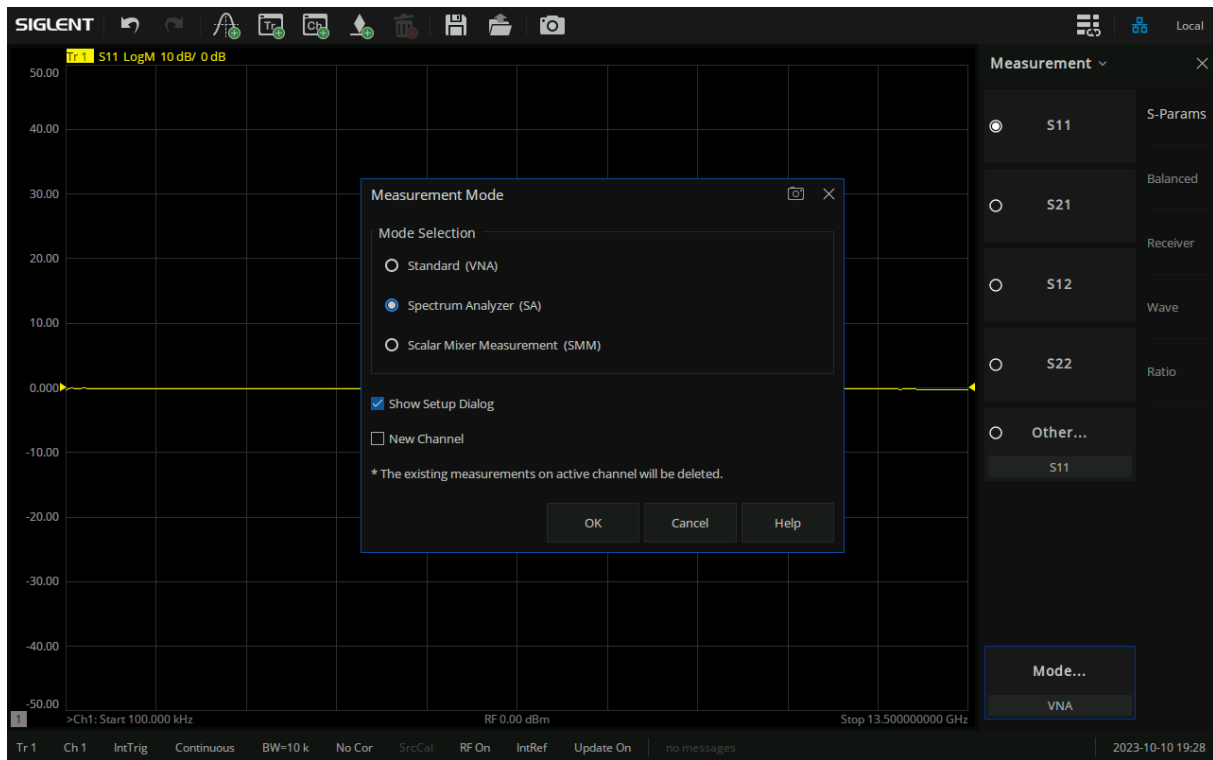 SIGLENT
Tr Ch Local
Tr 1 S11 LogM 10 dB/ 0 dB
50.00
40.00
30.00
20.00
10.00
0.000
-10.00
-20.00
-30.00
-40.00
-50.00
Measurement Mode
Mode Selection
Standard (VNA)
Spectrum Analyzer (SA)
Scalar Mixer Measurement (SMM)
Show Setup Dialog
New Channel
* The existing measurements on active channel will be deleted.
OK Cancel Help
Measurement
S11
S21
S12
S22
Other...
S11
Mode...
VNA
S-Params
Balanced
Receiver
Wave
Ratio
1 >Ch1: Start 100.000 kHz RF 0.00 dBm Stop 13.500000000 GHz
Tr 1 Ch 1 IntTrig Continuous BW=10 k No Cor SrcCal RF On IntRef Update On no messages 2023-10-10 19:28